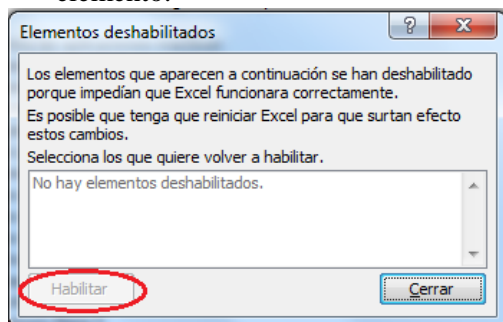 elemento.
Elementos deshabilitados
Los elementos que aparecen a continuación se han deshabilitado
porque impedían que Excel funcionara correctamente.
Es posible que tenga que reiniciar Excel para que surtan efecto
estos cambios.
Selecciona los que quiere volver a habilitar.
No hay elementos deshabilitados.
Habilitar
Cerrar